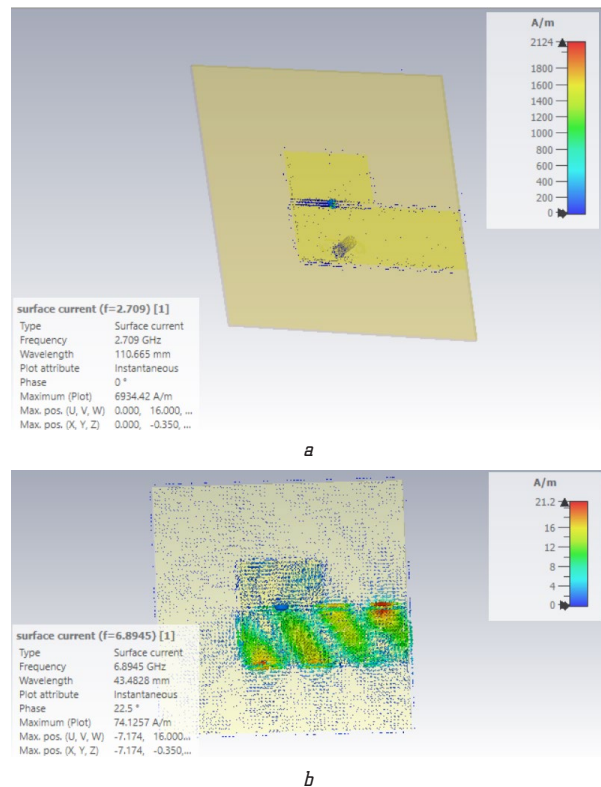 A/m
2124
1800
1600
1400
1200
1000
800
600
400
200
0
surface current (f=2.709) [1]
Type Surface current
Frequency 2.709 GHz
Wavelength 110.665 mm
Plot attribute Instantaneous
Phase 0 °
Maximum (Plot) 6934.42 A/m
Max. pos. (U, V, W) 0.000, 16.000, ...
Max. pos. (X, Y, Z) 0.000, -0.350, ...
a
A/m
21.2
16
12
8
4
0
surface current (f=6.8945) [1]
Type Surface current
Frequency 6.8945 GHz
Wavelength 43.4828 mm
Plot attribute Instantaneous
Phase 22.5 °
Maximum (Plot) 74.1257 A/m
Max. pos. (U, V, W) -7.174, 16.000...
Max. pos. (X, Y, Z) -7.174, -0.350,...
b